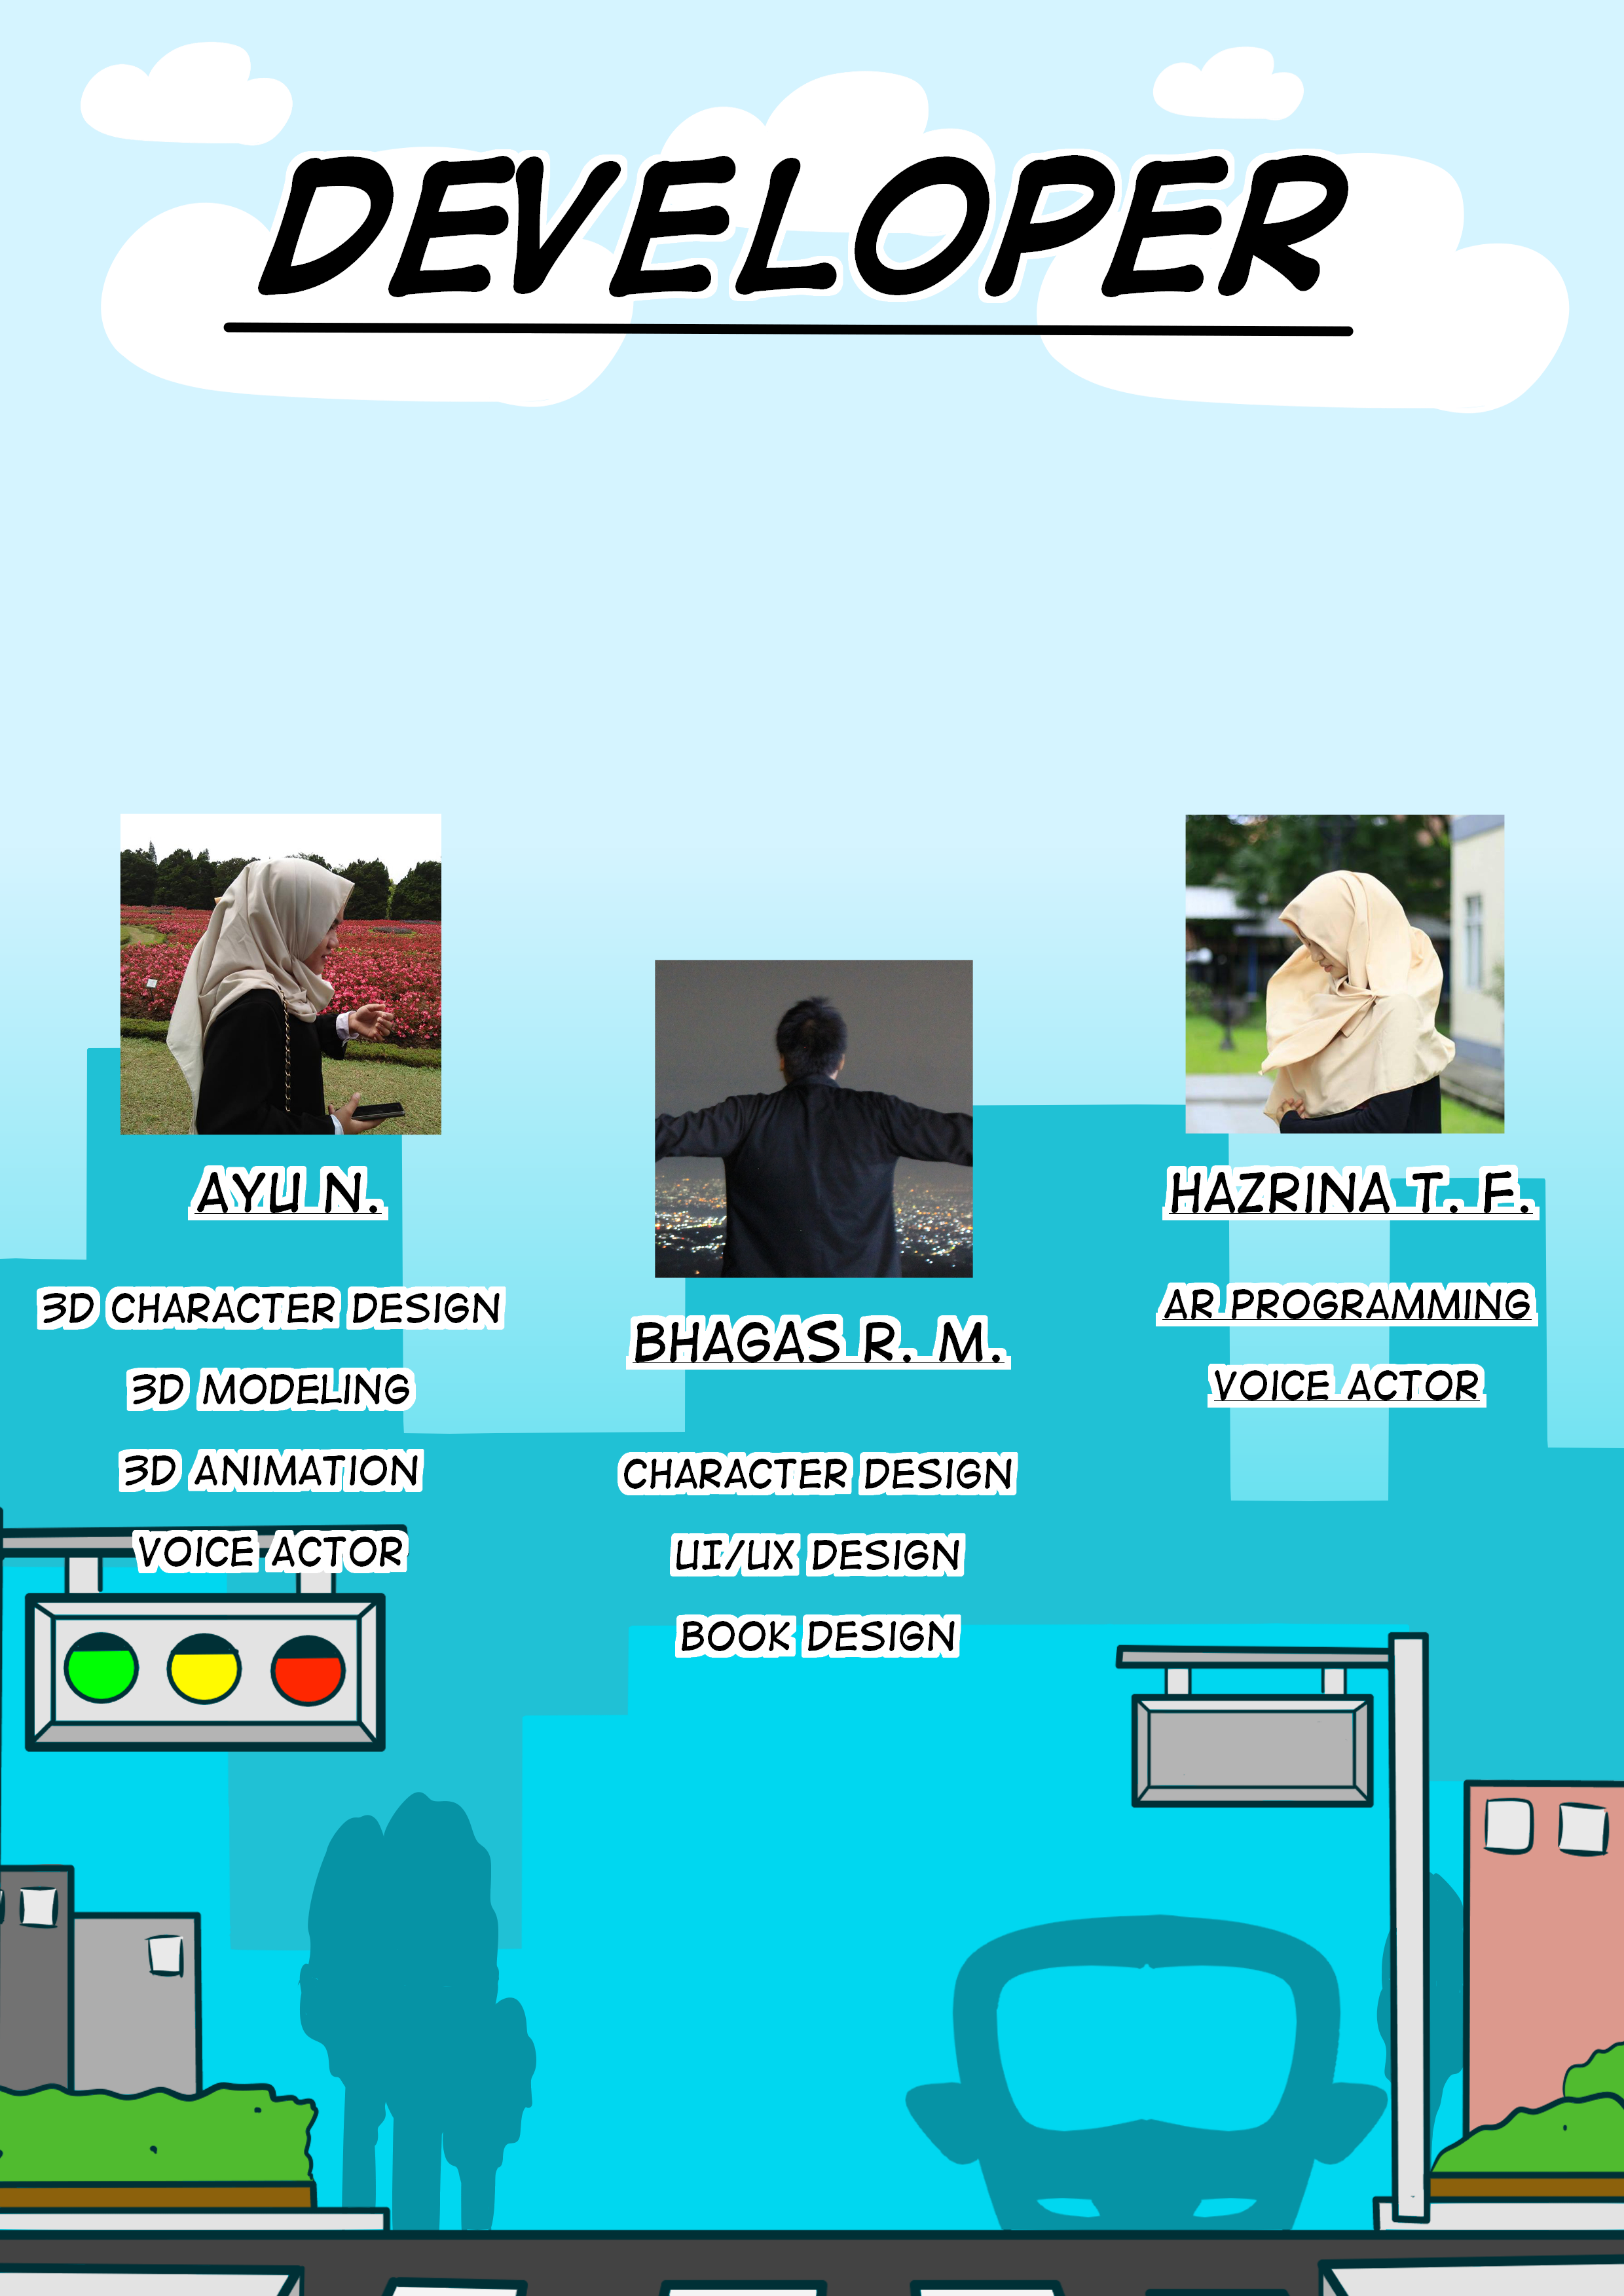 DEVELOPER
AYU N.
3D CHARACTER DESIGN
3D MODELING
3D ANIMATION
VOICE ACTOR
BHAGAS R. M.
CHARACTER DESIGN
UI/UX DESIGN
BOOK DESIGN
HAZRINA T. F.
AR PROGRAMMING
VOICE ACTOR